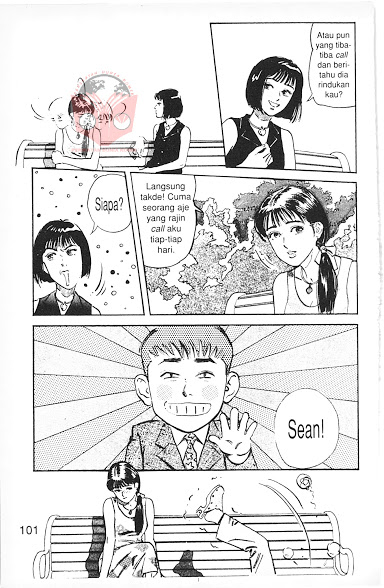 Atau pun
yang tiba-
tiba call
dan beri-
tahu dia
rindukan
kau?
Langsung
takde! Cuma
seorang aje
yang rajin
call aku
tiap-tiap
hari.
Siapa?
Sean!
101